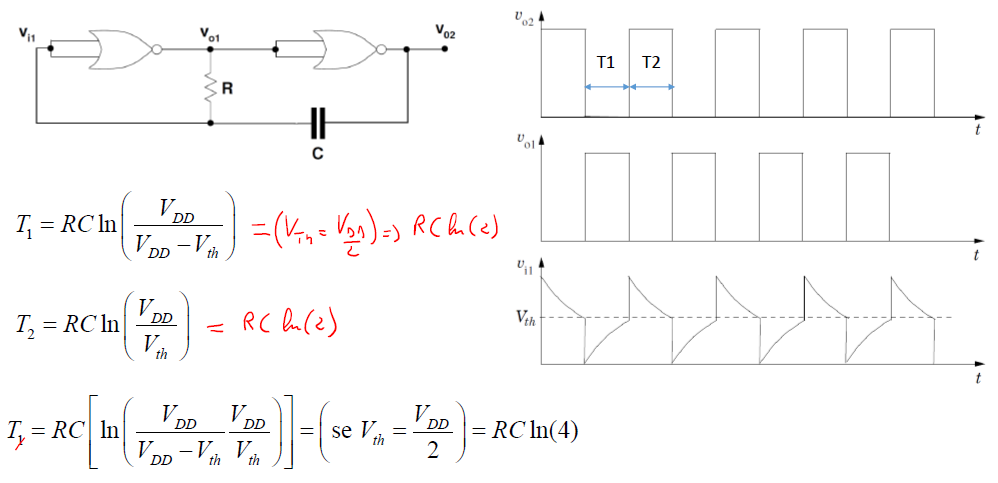 V_i1 V_o1 V_o2
R
C
v_o2
T1 T2
t
v_o1
t
v_i1
V_th
t
T_1 = RC ln(V_DD / (V_DD − V_th)) = (V_Th = V_DD/2) => RC ln(2)
T_2 = RC ln(V_DD / V_th) = RC ln(2)
T_1 = RC[ln(V_DD / (V_DD − V_th) V_DD / V_th)] = (se V_th = V_DD / 2) = RC ln(4)